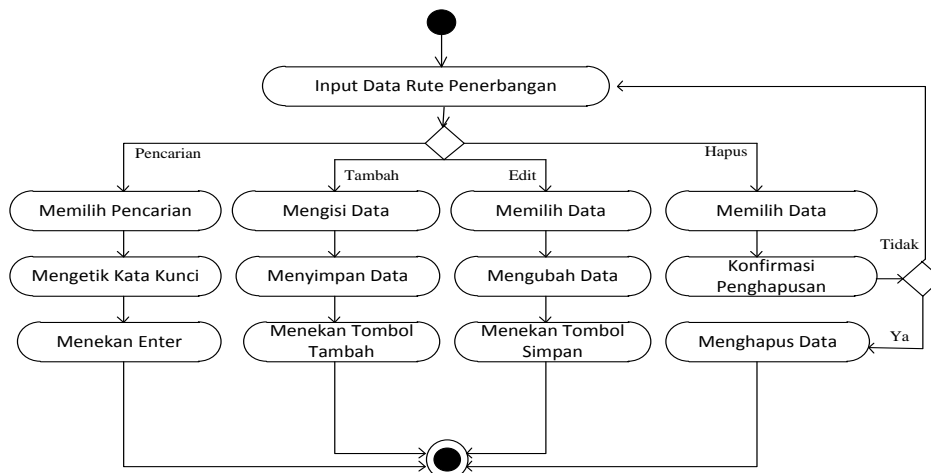 Input Data Rute Penerbangan
Pencarian
Tambah
Edit
Hapus
Memilih Pencarian
Mengisi Data
Memilih Data
Memilih Data
Tidak
Mengetik Kata Kunci
Menyimpan Data
Mengubah Data
Konfirmasi
Penghapusan
Menekan Enter
Menekan Tombol
Tambah
Menekan Tombol
Simpan
Menghapus Data
Ya